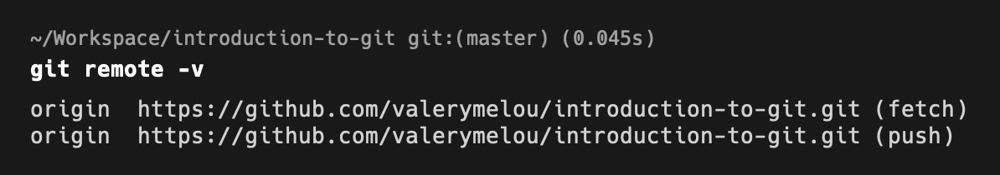 ~/Workspace/introduction-to-git git:(master) (0.045s)
git remote -v
origin  https://github.com/valerymelou/introduction-to-git.git (fetch)
origin  https://github.com/valerymelou/introduction-to-git.git (push)